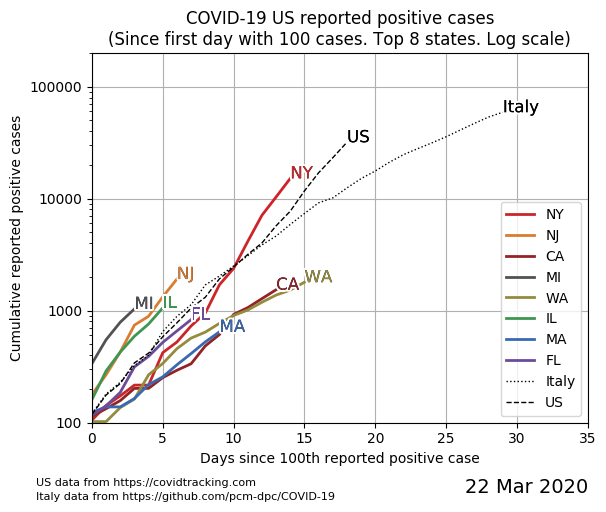 COVID-19 US reported positive cases
(Since first day with 100 cases. Top 8 states. Log scale)
Cumulative reported positive cases
100000
10000
1000
100
Italy
US
NY
NJ
MI
IL
FL
MA
CA
WA
NY
NJ
CA
MI
WA
IL
MA
FL
Italy
US
0 5 10 15 20 25 30 35
Days since 100th reported positive case
US data from https://covidtracking.com
Italy data from https://github.com/pcm-dpc/COVID-19
22 Mar 2020